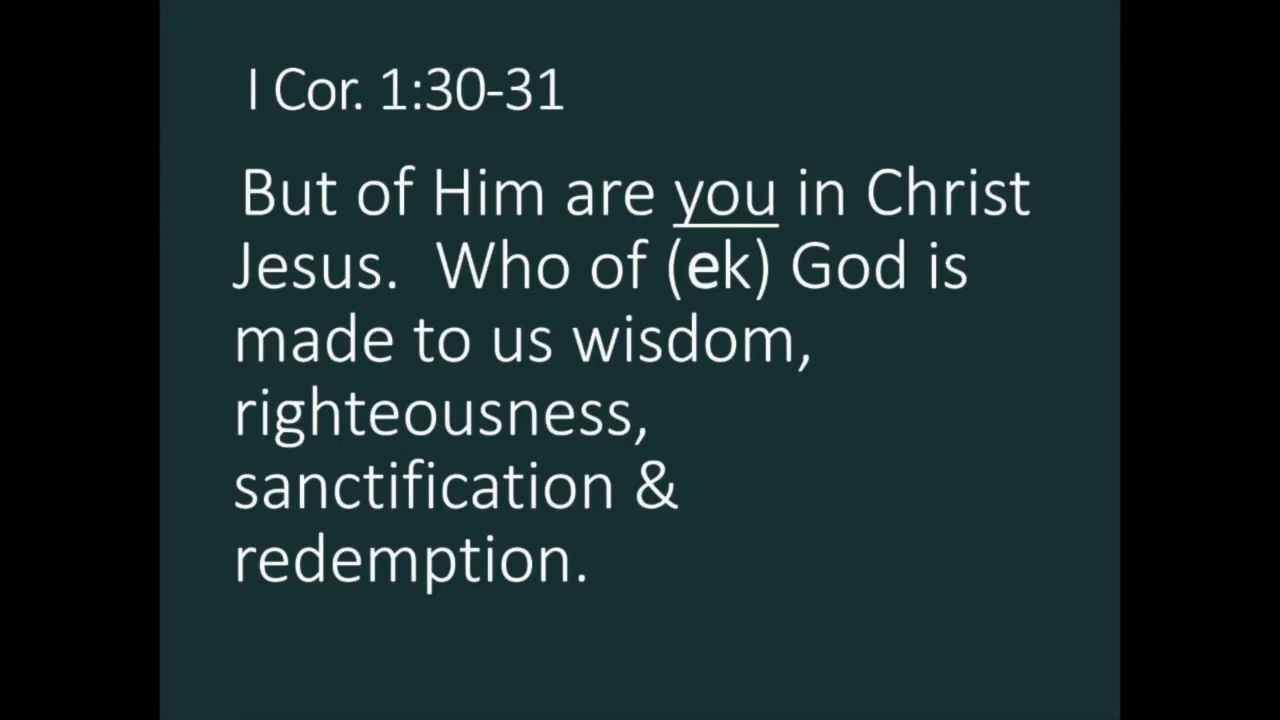 I Cor. 1:30-31
But of Him are you in Christ
Jesus.  Who of (ek) God is
made to us wisdom,
righteousness,
sanctification &
redemption.